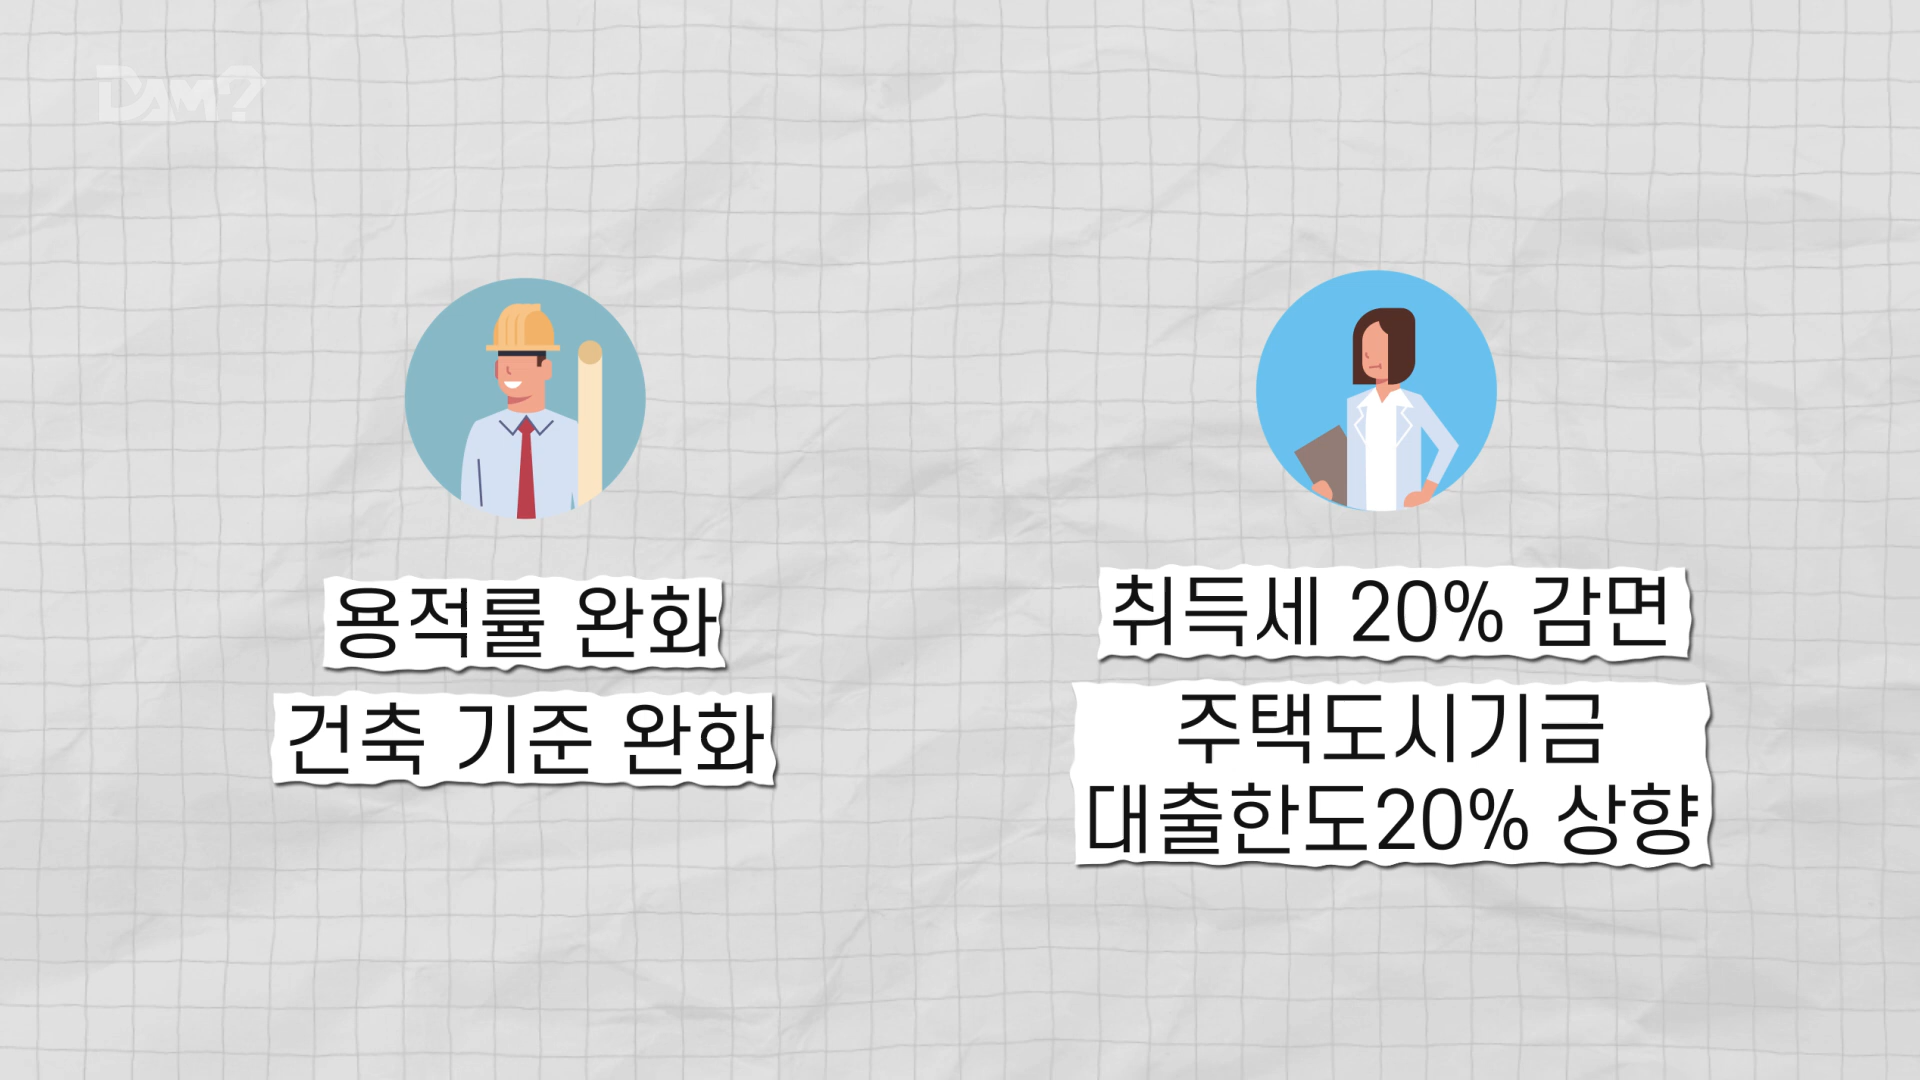 DAM?
용적률 완화
건축 기준 완화
취득세 20% 감면
주택도시기금
대출한도20% 상향